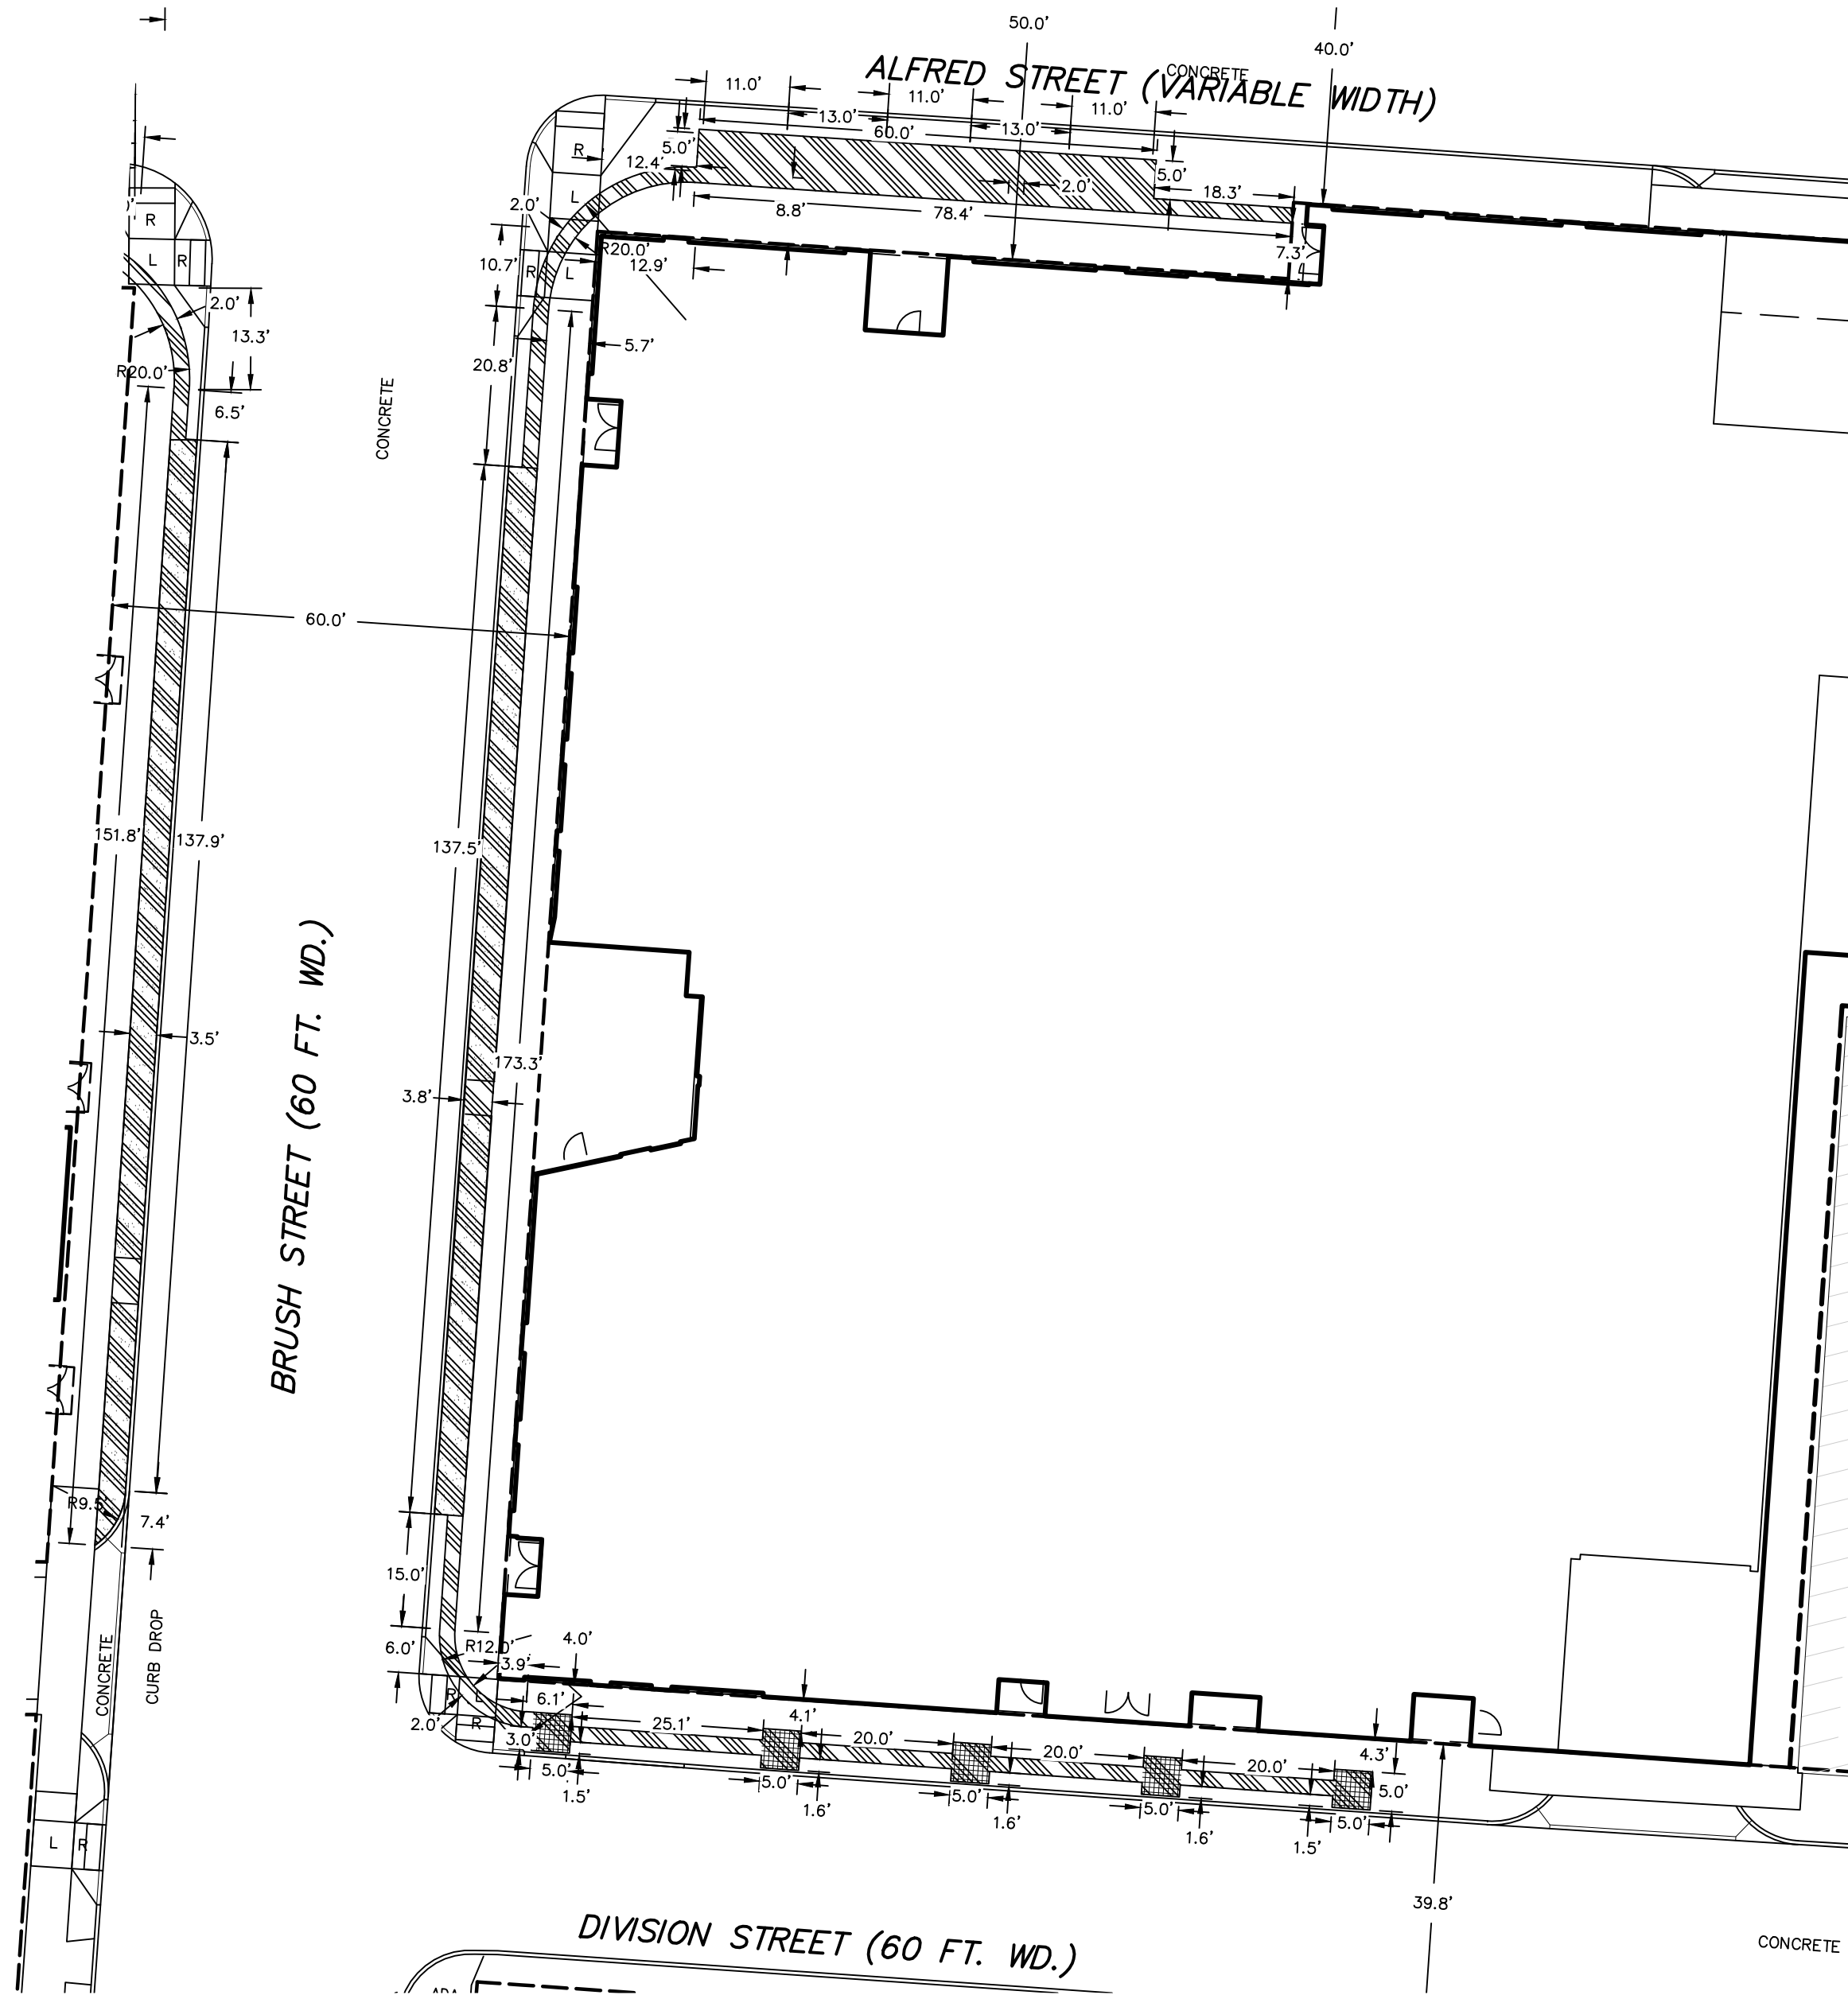 50.0'
40.0'
ALFRED STREET (VARIABLE WIDTH)
CONCRETE
11.0'
11.0'
11.0'
13.0'
13.0'
60.0'
R
5.0'
12.4'
5.0'
2.0'
18.3'
L
2.0'
8.8'
78.4'
R
L
R
2.0'
13.3'
R20.0'
6.5'
10.7'
R
L
R20.0'
12.9'
7.3'
5.7'
20.8'
CONCRETE
60.0'
151.8'
137.9'
137.5'
3.5'
173.3'
3.8'
BRUSH STREET (60 FT. WD.)
R9.5'
7.4'
15.0'
CONCRETE
CURB DROP
6.0'
R12.0'
3.9'
4.0'
R
L
R
2.0'
3.0'
6.1'
25.1'
4.1'
20.0'
20.0'
20.0'
4.3'
5.0'
5.0'
5.0'
5.0'
5.0'
5.0'
1.5'
1.6'
1.6'
1.6'
1.5'
L
R
39.8'
DIVISION STREET (60 FT. WD.)
CONCRETE